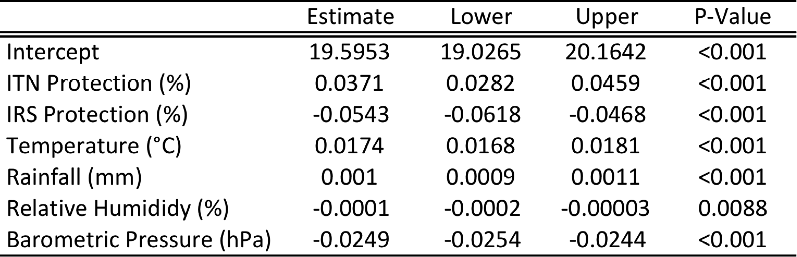 Estimate Lower Upper P-Value
Intercept 19.5953 19.0265 20.1642 <0.001
ITN Protection (%) 0.0371 0.0282 0.0459 <0.001
IRS Protection (%) -0.0543 -0.0618 -0.0468 <0.001
Temperature (°C) 0.0174 0.0168 0.0181 <0.001
Rainfall (mm) 0.001 0.0009 0.0011 <0.001
Relative Humididy (%) -0.0001 -0.0002 -0.00003 0.0088
Barometric Pressure (hPa) -0.0249 -0.0254 -0.0244 <0.001